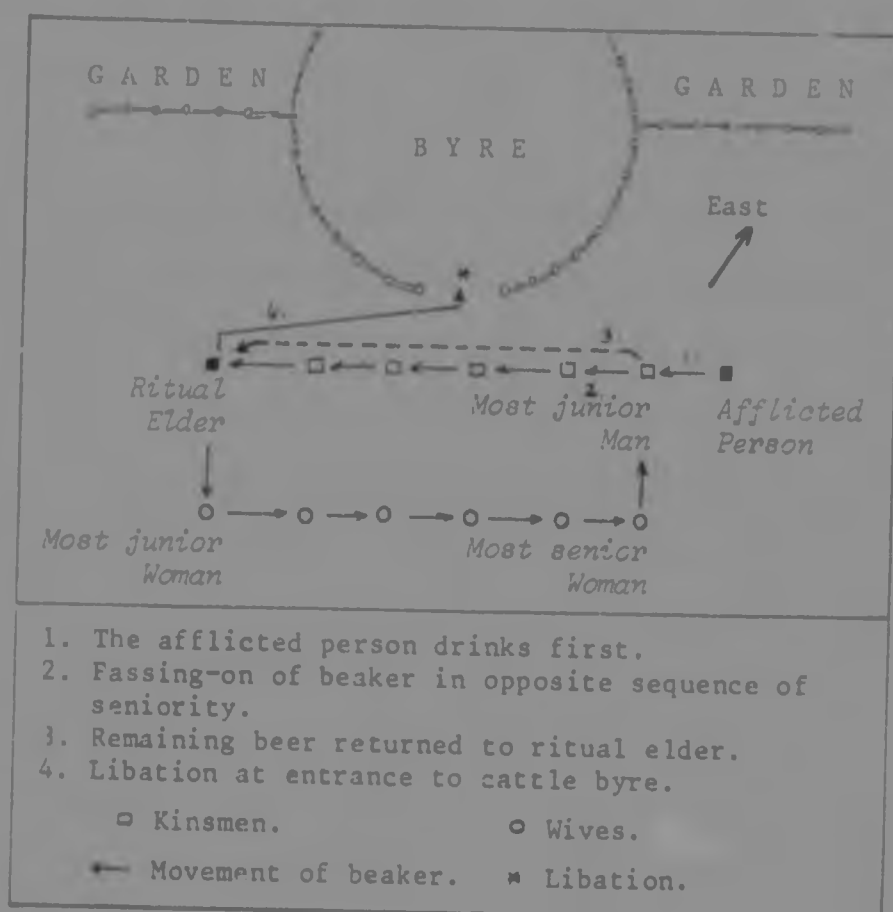 GARDEN
GARDEN
BYRE
East
4.
3.
1.
2
Ritual
Elder
Most junior
Man
Afflicted
Person
Most junior
Woman
Most senior
Woman
1. The afflicted person drinks first.
2. Fassing-on of beaker in opposite sequence of
seniority.
3. Remaining beer returned to ritual elder.
4. Libation at entrance to cattle byre.
Kinsmen.
Wives.
Movement of beaker.
Libation.